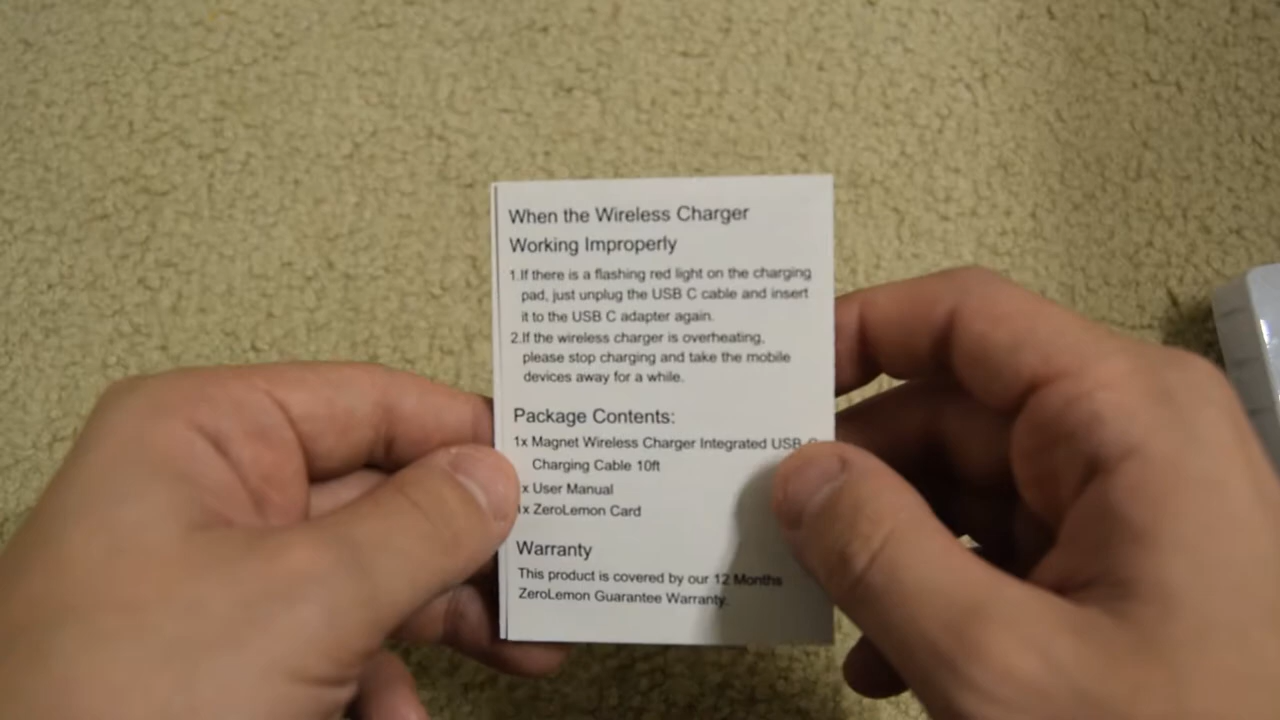 When the Wireless Charger
Working Improperly
1.If there is a flashing red light on the charging
pad, just unplug the USB C cable and insert
it to the USB C adapter again.
2.If the wireless charger is overheating,
please stop charging and take the mobile
devices away for a while.
Package Contents:
1x Magnet Wireless Charger Integrated USB-C
Charging Cable 10ft
x User Manual
1x ZeroLemon Card
Warranty
This product is covered by our 12 Months
ZeroLemon Guarantee Warranty.